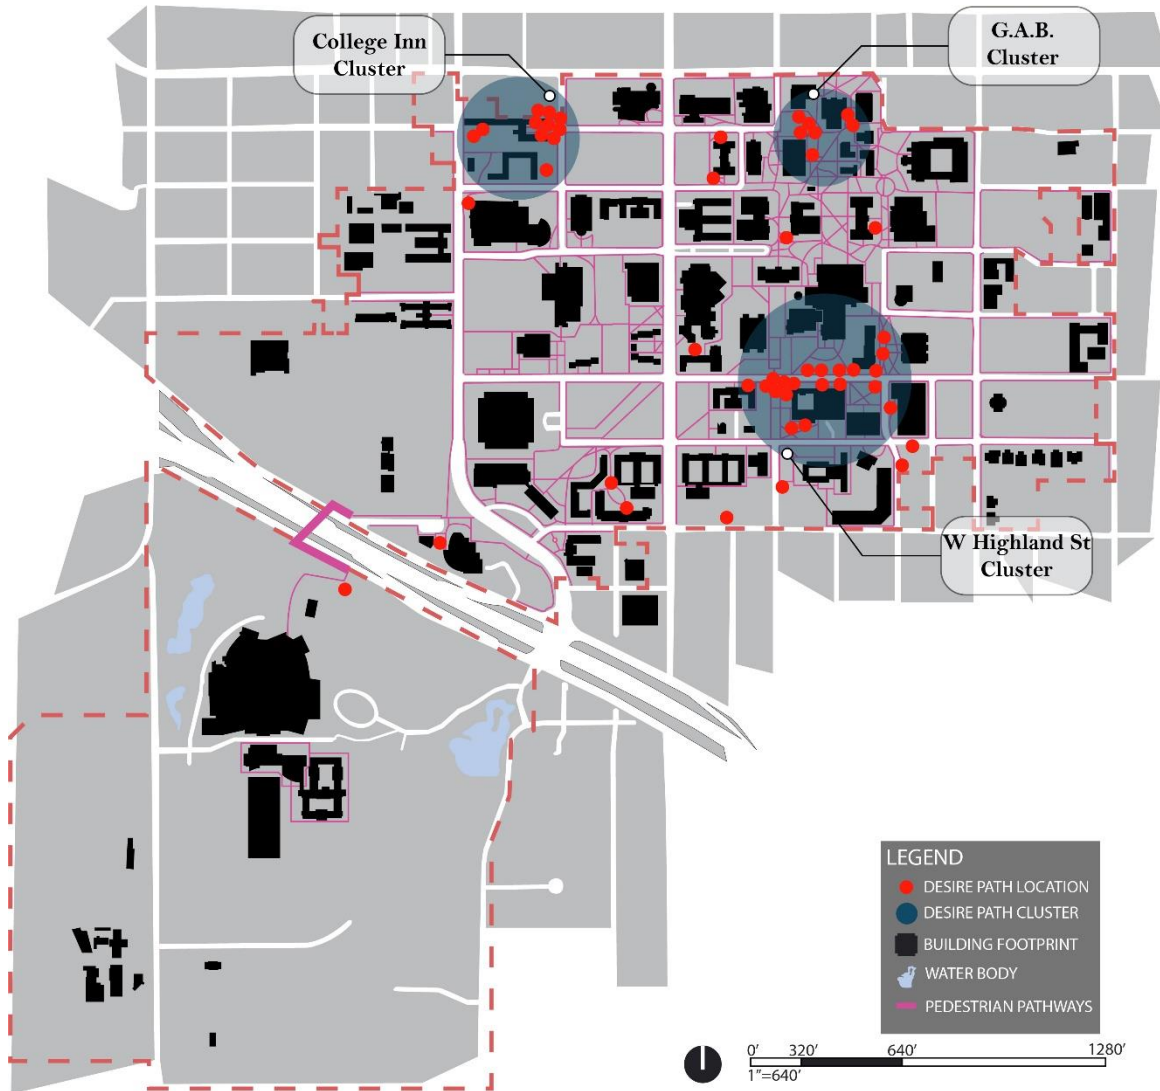 College Inn
Cluster
G.A.B.
Cluster
W Highland St
Cluster
LEGEND
DESIRE PATH LOCATION
DESIRE PATH CLUSTER
BUILDING FOOTPRINT
WATER BODY
PEDESTRIAN PATHWAYS
0' 320' 640' 1280'
1"=640'